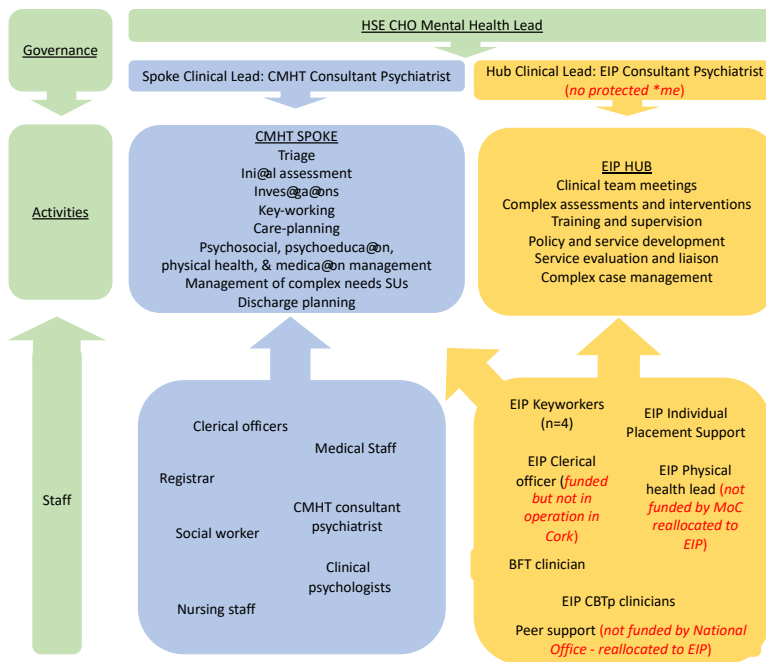 HSE CHO Mental Health Lead
Governance
Spoke Clinical Lead: CMHT Consultant Psychiatrist
Hub Clinical Lead: EIP Consultant Psychiatrist
(no protected *me)
Activities
CMHT SPOKE
Triage
Ini@al assessment
Inves@ga@ons
Key-working
Care-planning
Psychosocial, psychoeduca@on,
physical health, & medica@on management
Management of complex needs SUs
Discharge planning
EIP HUB
Clinical team meetings
Complex assessments and interventions
Training and supervision
Policy and service development
Service evaluation and liaison
Complex case management
Staff
Clerical officers
Medical Staff
Registrar
CMHT consultant
psychiatrist
Social worker
Clinical
psychologists
Nursing staff
EIP Keyworkers
(n=4)
EIP Individual
Placement Support
EIP Clerical
officer (funded
but not in
operation in
Cork)
EIP Physical
health lead (not
funded by MoC
reallocated to
EIP)
BFT clinician
EIP CBTp clinicians
Peer support (not funded by National
Office - reallocated to EIP)